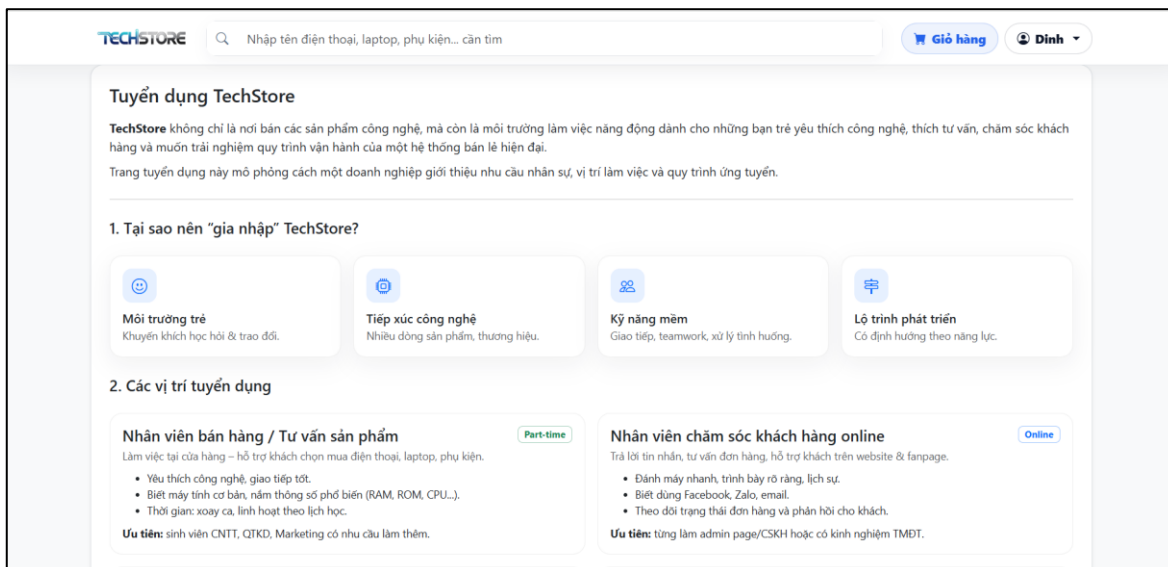 TECHSTORE
Nhập tên điện thoại, laptop, phụ kiện... cần tìm
Giỏ hàng
Dinh
Tuyển dụng TechStore
TechStore không chỉ là nơi bán các sản phẩm công nghệ, mà còn là môi trường làm việc năng động dành cho những bạn trẻ yêu thích công nghệ, thích tư vấn, chăm sóc khách
hàng và muốn trải nghiệm quy trình vận hành của một hệ thống bán lẻ hiện đại.
Trang tuyển dụng này mô phỏng cách một doanh nghiệp giới thiệu nhu cầu nhân sự, vị trí làm việc và quy trình ứng tuyển.
1. Tại sao nên “gia nhập” TechStore?
Môi trường trẻ
Khuyến khích học hỏi & trao đổi.
Tiếp xúc công nghệ
Nhiều dòng sản phẩm, thương hiệu.
Kỹ năng mềm
Giao tiếp, teamwork, xử lý tình huống.
Lộ trình phát triển
Có định hướng theo năng lực.
2. Các vị trí tuyển dụng
Nhân viên bán hàng / Tư vấn sản phẩm
Part-time
Làm việc tại cửa hàng – hỗ trợ khách chọn mua điện thoại, laptop, phụ kiện.
• Yêu thích công nghệ, giao tiếp tốt.
• Biết máy tính cơ bản, nắm thông số phổ biến (RAM, ROM, CPU...).
• Thời gian: xoay ca, linh hoạt theo lịch học.
Ưu tiên: sinh viên CNTT, QTKD, Marketing có nhu cầu làm thêm.
Nhân viên chăm sóc khách hàng online
Online
Trả lời tin nhắn, tư vấn đơn hàng, hỗ trợ khách trên website & fanpage.
• Đánh máy nhanh, trình bày rõ ràng, lịch sự.
• Biết dùng Facebook, Zalo, email.
• Theo dõi trạng thái đơn hàng và phản hồi cho khách.
Ưu tiên: từng làm admin page/CSKH hoặc có kinh nghiệm TMĐT.